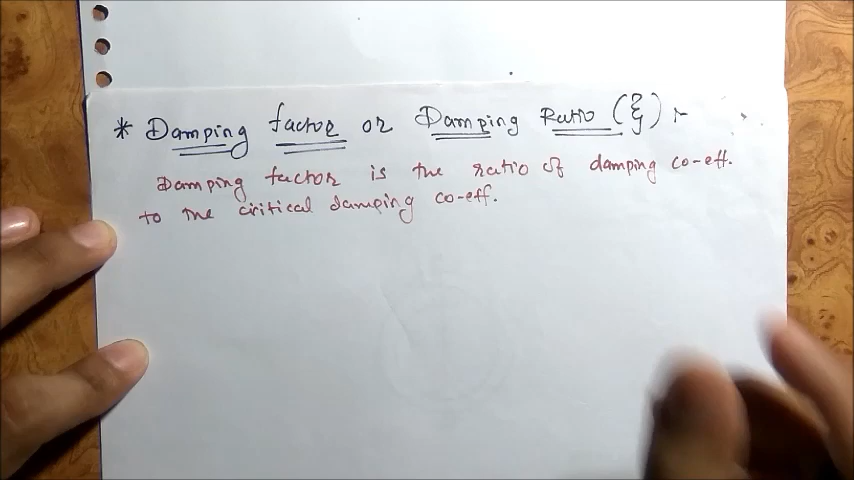 * Damping factor or Damping Ratio (ξ) :-
Damping factor is the ratio of damping co-eff.
to the critical damping co-eff.